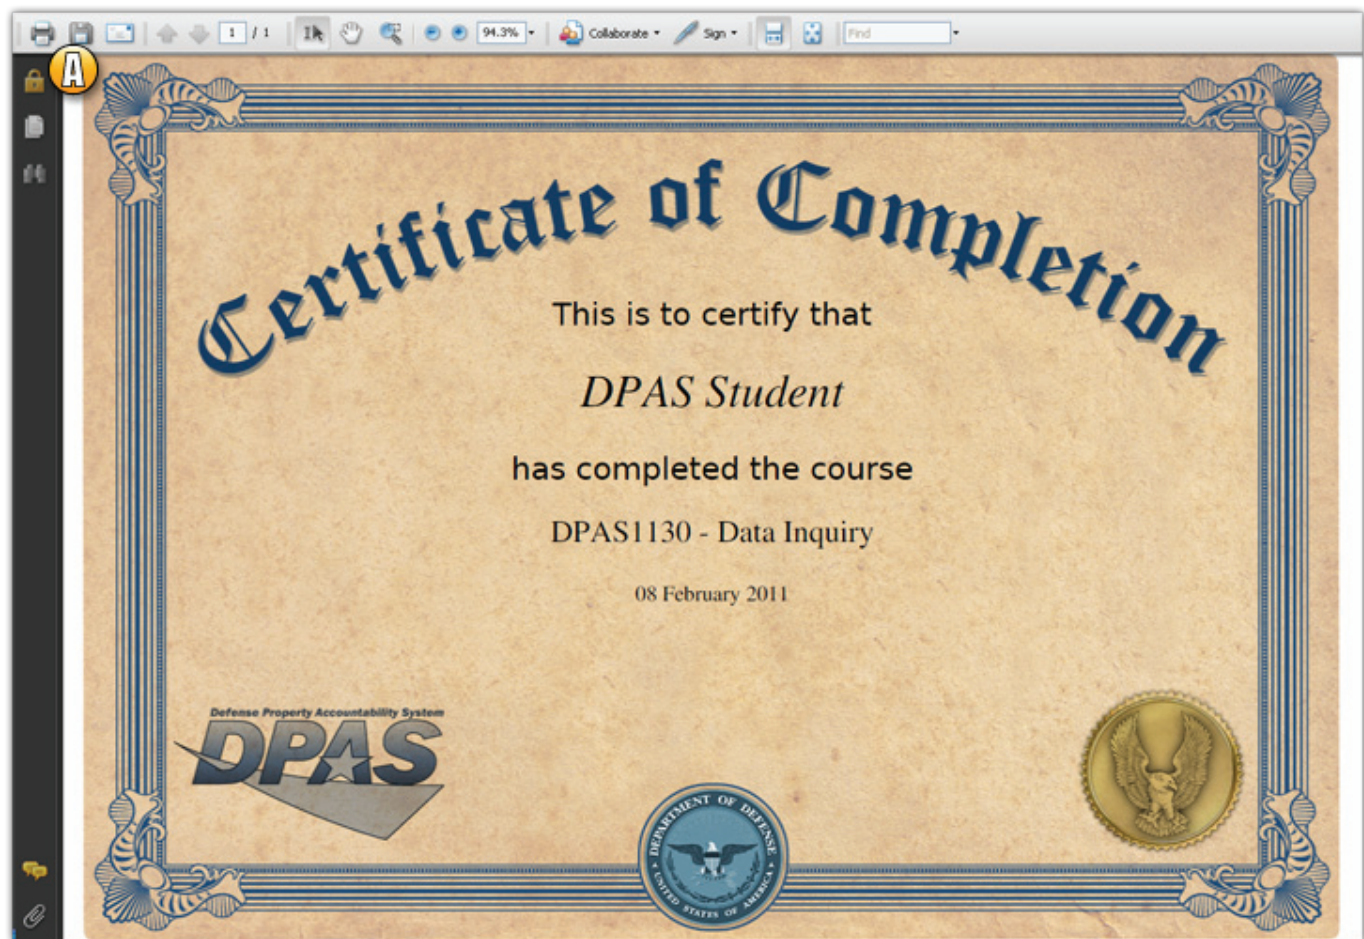 1 / 1 94.3% Collaborate Sign Find
A
Certificate of Completion
This is to certify that
DPAS Student
has completed the course
DPAS1130 - Data Inquiry
08 February 2011
Defense Property Accountability System
DPAS
DEPARTMENT OF DEFENSE
UNITED STATES OF AMERICA